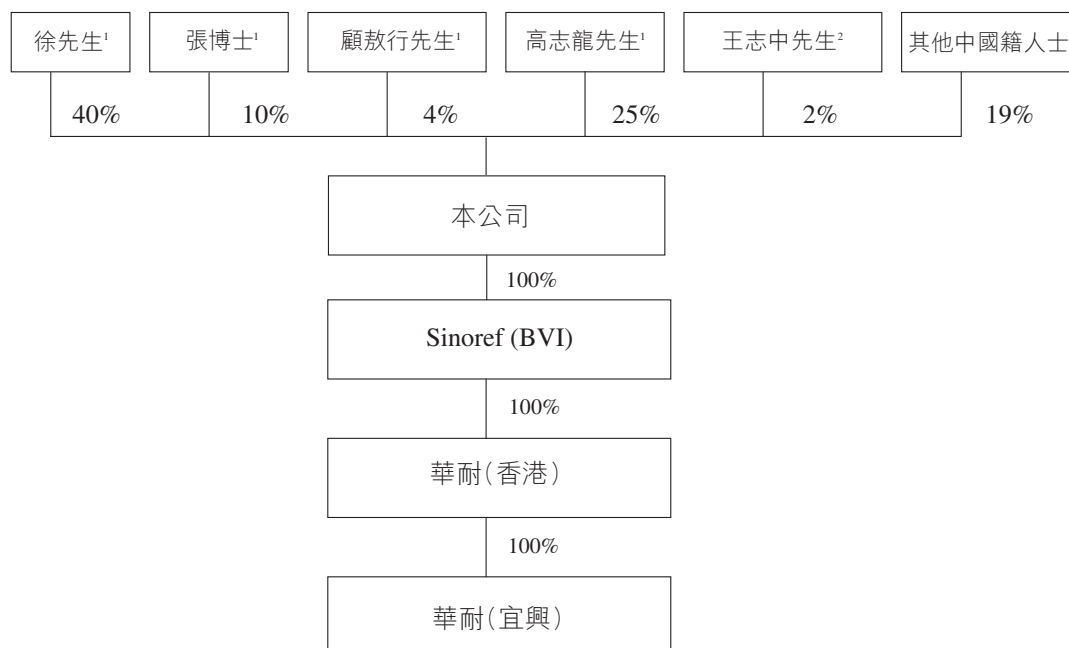 徐先生¹ 張博士¹ 顧敖行先生¹ 高志龍先生¹ 王志中先生² 其他中國籍人士
40% 10% 4% 25% 2% 19%
本公司
100%
Sinoref (BVI)
100%
華耐(香港)
100%
華耐(宜興)